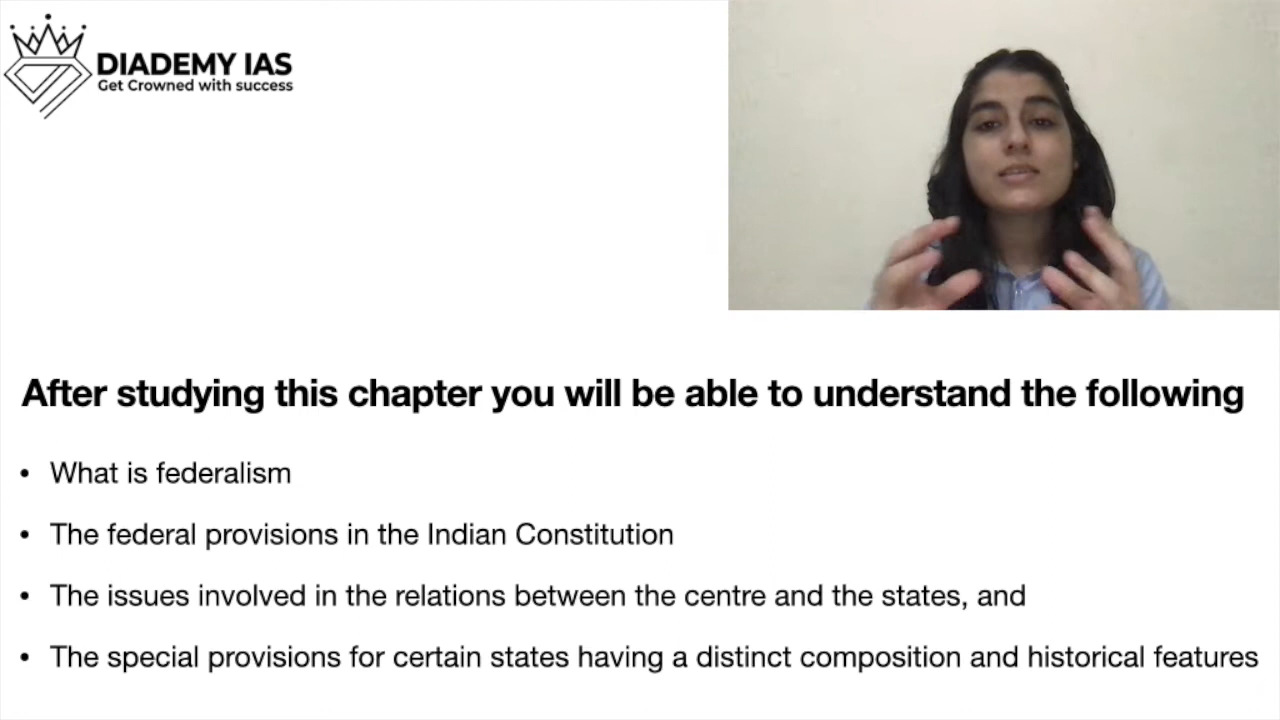 DIADEMY IAS
Get Crowned with success
After studying this chapter you will be able to understand the following
• What is federalism
• The federal provisions in the Indian Constitution
• The issues involved in the relations between the centre and the states, and
• The special provisions for certain states having a distinct composition and historical features